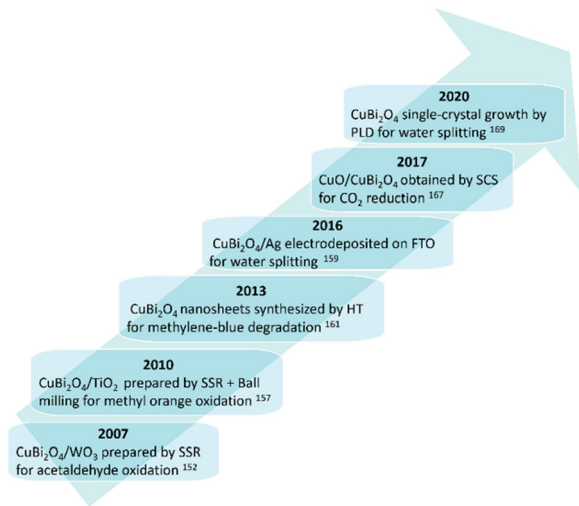 2020
CuBi₂O₄ single-crystal growth by
PLD for water splitting ¹⁶⁹
2017
CuO/CuBi₂O₄ obtained by SCS
for CO₂ reduction ¹⁶⁷
2016
CuBi₂O₄/Ag electrodeposited on FTO
for water splitting ¹⁵⁹
2013
CuBi₂O₄ nanosheets synthesized by HT
for methylene-blue degradation ¹⁶¹
2010
CuBi₂O₄/TiO₂ prepared by SSR + Ball
milling for methyl orange oxidation ¹⁵⁷
2007
CuBi₂O₄/WO₃ prepared by SSR
for acetaldehyde oxidation ¹⁵²